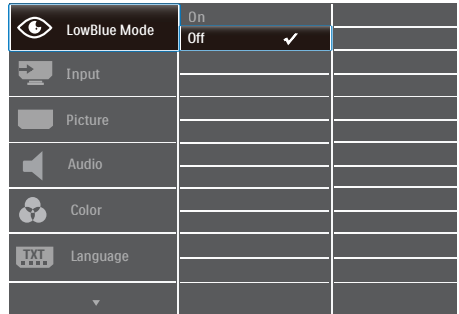 LowBlue Mode
On
Off
Input
Picture
Audio
Color
TXT
Language